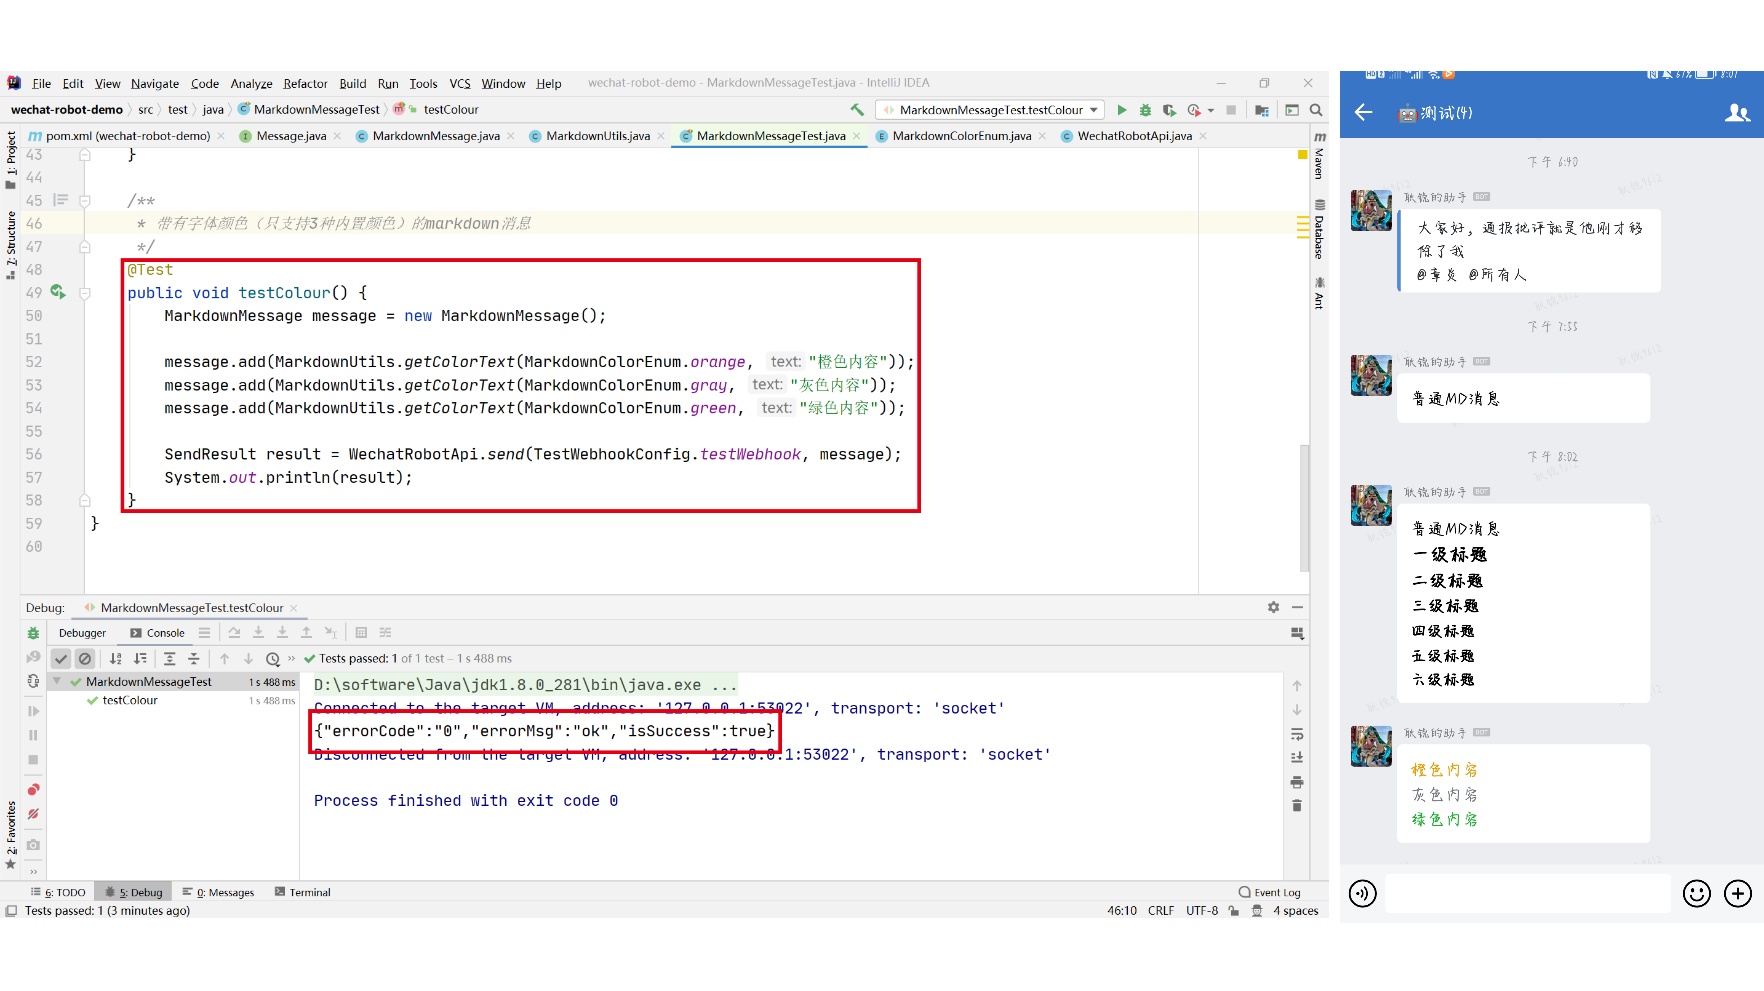 File Edit View Navigate Code Analyze Refactor Build Run Tools VCS Window Help wechat-robot-demo - MarkdownMessageTest.java - IntelliJ IDEA
wechat-robot-demo src test java MarkdownMessageTest testColour MarkdownMessageTest.testColour
pom.xml (wechat-robot-demo) Message.java MarkdownMessage.java MarkdownUtils.java MarkdownMessageTest.java MarkdownColorEnum.java WechatRobotApi.java
1: Project
7: Structure
2: Favorites
Maven
Database
Ant
43 }
44
45 /**
46 * 带有字体颜色（只支持3种内置颜色）的markdown消息
47 */
48 @Test
49 public void testColour() {
50 MarkdownMessage message = new MarkdownMessage();
51
52 message.add(MarkdownUtils.getColorText(MarkdownColorEnum.orange, text: "橙色内容"));
53 message.add(MarkdownUtils.getColorText(MarkdownColorEnum.gray, text: "灰色内容"));
54 message.add(MarkdownUtils.getColorText(MarkdownColorEnum.green, text: "绿色内容"));
55
56 SendResult result = WechatRobotApi.send(TestWebhookConfig.testWebhook, message);
57 System.out.println(result);
58 }
59 }
60
Debug: MarkdownMessageTest.testColour
Debugger Console
Tests passed: 1 of 1 test – 1 s 488 ms
MarkdownMessageTest 1 s 488 ms
testColour 1 s 488 ms
D:\software\Java\jdk1.8.0_281\bin\java.exe ...
Connected to the target VM, address: '127.0.0.1:53022', transport: 'socket'
{"errorCode":"0","errorMsg":"ok","isSuccess":true}
Disconnected from the target VM, address: '127.0.0.1:53022', transport: 'socket'
Process finished with exit code 0
6: TODO 5: Debug 0: Messages Terminal Event Log
Tests passed: 1 (3 minutes ago) 46:10 CRLF UTF-8 4 spaces
67% 8:07
测试(4)
下午 6:40
的助手 BOT
大家好，通报批评就是他刚才移
除了我
@章炎 @所有人
下午 7:55
的助手 BOT
普通MD消息
下午 8:02
的助手 BOT
普通MD消息
一级标题
二级标题
三级标题
四级标题
五级标题
六级标题
的助手 BOT
橙色内容
灰色内容
绿色内容